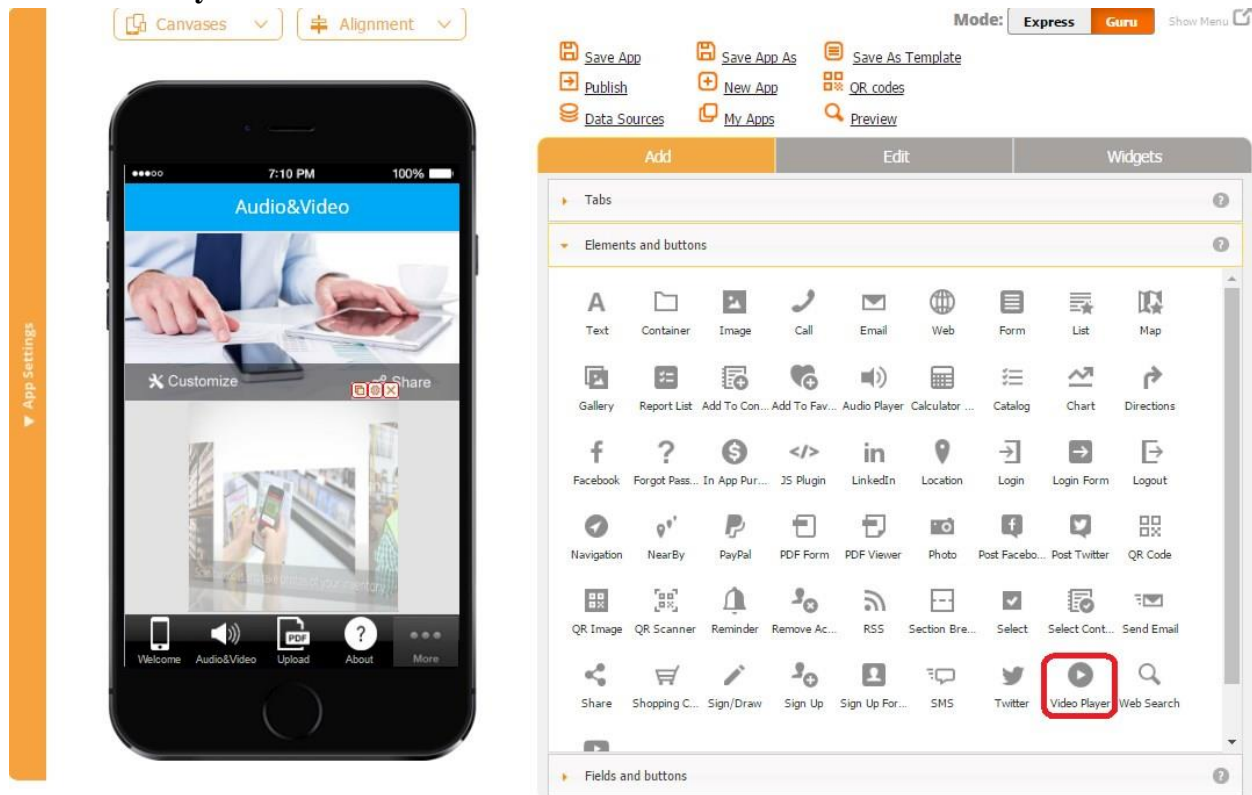 Canvases
Alignment
Mode: Express Guru Show Menu
Save App Save App As Save As Template
Publish New App QR codes
Data Sources My Apps Preview
Add Edit Widgets
Tabs
Elements and buttons
A
Text Container Image Call Email Web Form List Map
Gallery Report List Add To Con... Add To Fav... Audio Player Calculator ... Catalog Chart Directions
f ? $ </> in
Facebook Forgot Pass... In App Pur... JS Plugin LinkedIn Location Login Login Form Logout
Navigation NearBy PayPal PDF Form PDF Viewer Photo Post Facebo... Post Twitter QR Code
QR Image QR Scanner Reminder Remove Ac... RSS Section Bre... Select Select Cont... Send Email
Share Shopping C... Sign/Draw Sign Up Sign Up For... SMS Twitter Video Player Web Search
Fields and buttons
App Settings
7:10 PM 100%
Audio&Video
Customize Share
PDF ?
Welcome Audio&Video Upload About More